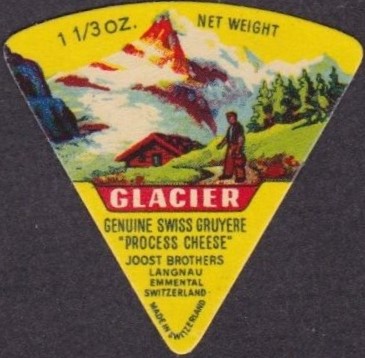 1 1/3 OZ. NET WEIGHT
GLACIER
GENUINE SWISS GRUYERE
"PROCESS CHEESE"
JOOST BROTHERS
LANGNAU
EMMENTAL
SWITZERLAND
MADE IN SWITZERLAND